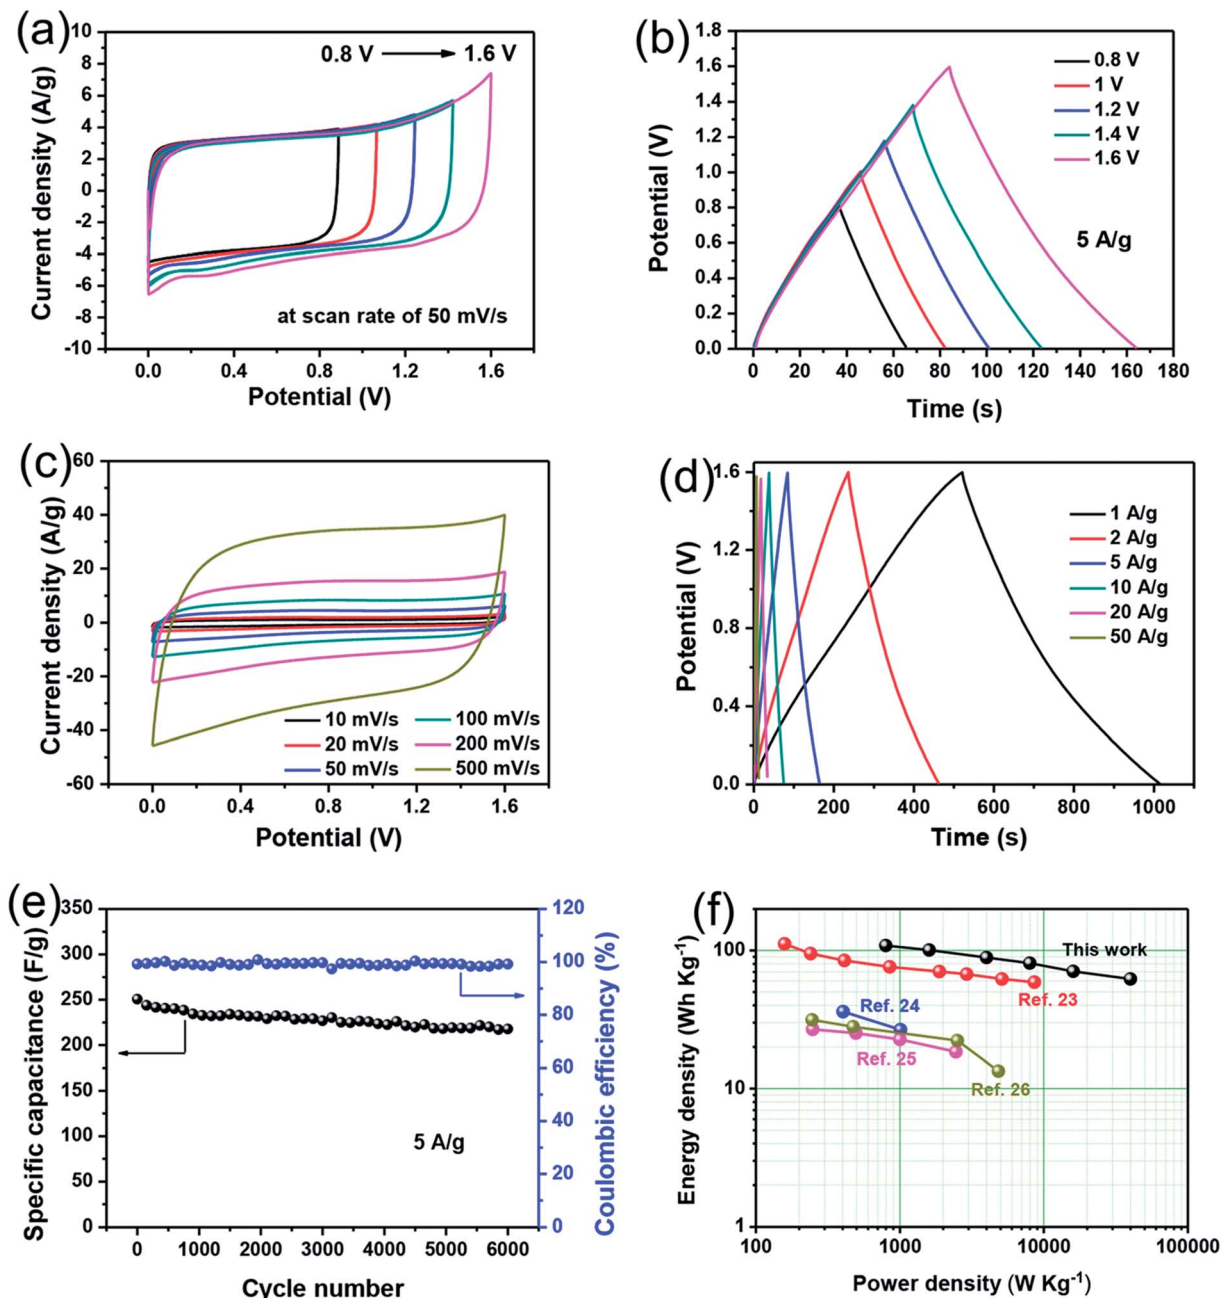 (a)
10
8
6
4
2
0
-2
-4
-6
-8
-10
Current density (A/g)
0.8 V
1.6 V
at scan rate of 50 mV/s
0.0
0.4
0.8
1.2
1.6
Potential (V)
(b)
1.8
1.6
1.4
1.2
1.0
0.8
0.6
0.4
0.2
0.0
Potential (V)
0.8 V
1 V
1.2 V
1.4 V
1.6 V
5 A/g
0
20
40
60
80
100
120
140
160
180
Time (s)
(c)
60
40
20
0
-20
-40
-60
Current density (A/g)
10 mV/s
100 mV/s
20 mV/s
200 mV/s
50 mV/s
500 mV/s
0.0
0.4
0.8
1.2
1.6
Potential (V)
(d)
1.6
1.2
0.8
0.4
0.0
Potential (V)
1 A/g
2 A/g
5 A/g
10 A/g
20 A/g
50 A/g
0
200
400
600
800
1000
Time (s)
(e)
350
300
250
200
150
100
50
0
Specific capacitance (F/g)
120
100
80
60
40
20
0
Coulombic efficiency (%)
5 A/g
0
1000
2000
3000
4000
5000
6000
Cycle number
(f)
100
10
1
Energy density (Wh Kg⁻¹)
This work
Ref. 23
Ref. 24
Ref. 25
Ref. 26
100
1000
10000
100000
Power density (W Kg⁻¹)